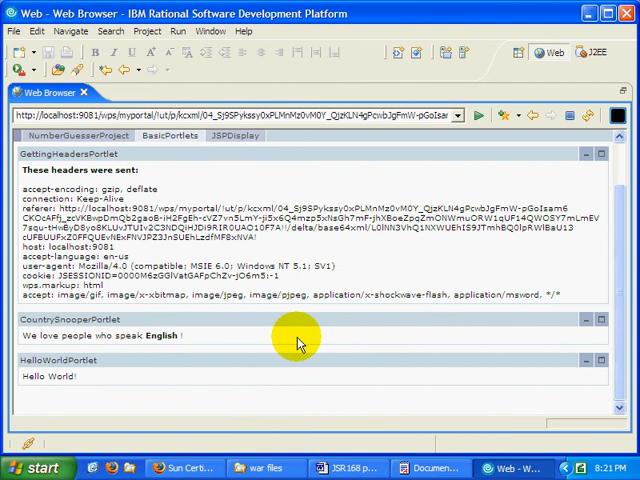 Web - Web Browser - IBM Rational Software Development Platform
File Edit Navigate Search Project Run Window Help
Web J2EE
Web Browser
http://localhost:9081/wps/myportal/!ut/p/kcxml/04_Sj9SPykssy0xPLMnMz0vM0Y_QjzKLN4gPcwbJgFmW-pGoIsar
NumberGuesserProject BasicPortlets JSPDisplay
GettingHeadersPortlet
These headers were sent:
accept-encoding: gzip, deflate
connection: Keep-Alive
host: localhost:9081
accept-language: en-us
user-agent: Mozilla/4.0 (compatible; MSIE 6.0; Windows NT 5.1; SV1)
cookie: JSESSIONID=0000M6zGGlVatGAFpChZv-jO6m5:-1
wps.markup: html
accept: image/gif, image/x-xbitmap, image/jpeg, image/pjpeg, application/x-shockwave-flash, application/msword, */*
CountrySnooperPortlet
We love people who speak English !
HelloWorldPortlet
Hello World!
start Sun Certi... war files JSR168 p... Documen... Web - W... 8:21 PM